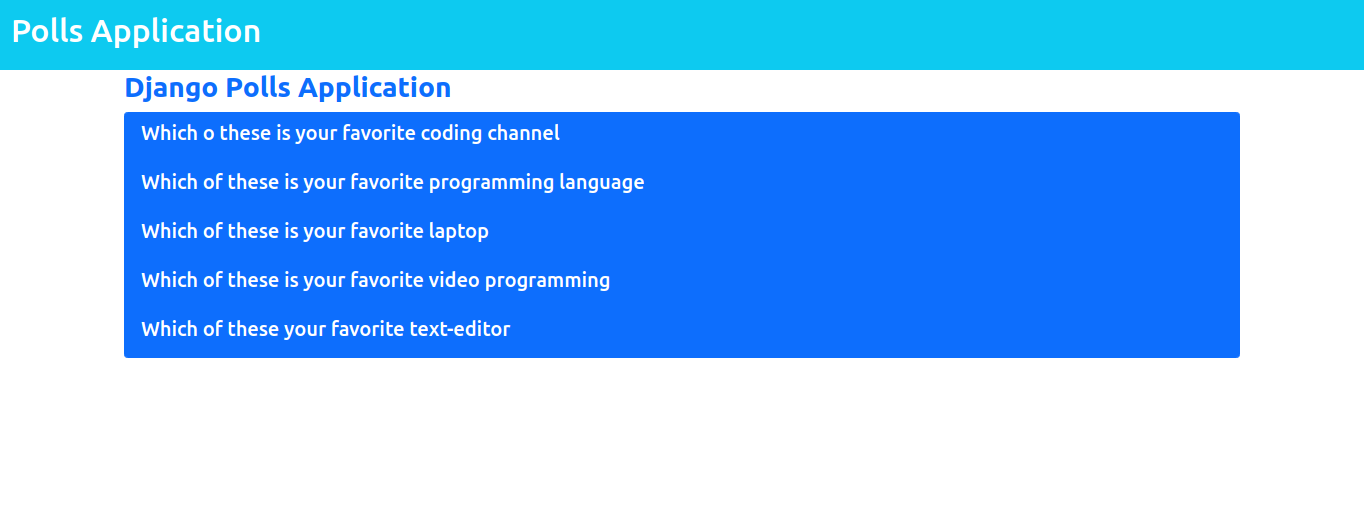 Polls Application
Django Polls Application
Which o these is your favorite coding channel
Which of these is your favorite programming language
Which of these is your favorite laptop
Which of these is your favorite video programming
Which of these your favorite text-editor